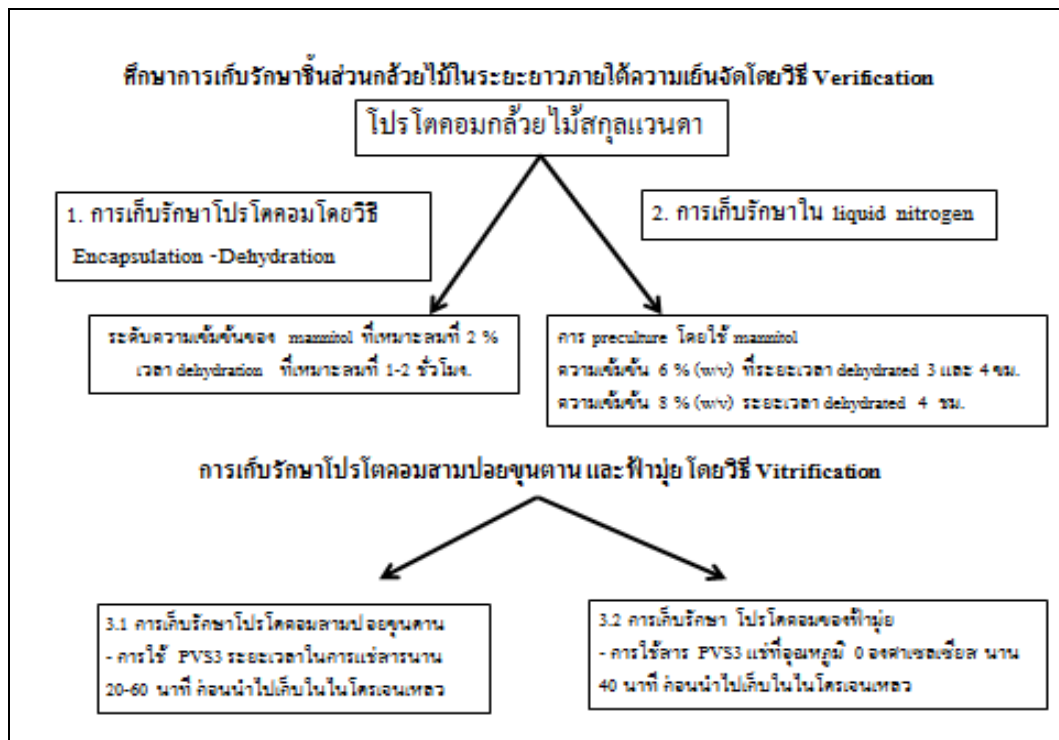 ศึกษาการเก็บรักษาชิ้นส่วนกล้วยไม้ในระยะยาวภายใต้ความเย็นจัดโดยวิธี Verification
โปรโตคอมกล้วยไม้สกุลแวนดา
1. การเก็บรักษาโปรโตคอมโดยวิธี
Encapsulation -Dehydration
2. การเก็บรักษาใน liquid nitrogen
ระดับความเข้มข้นของ mannitol ที่เหมาะสมที่ 2 %
เวลา dehydration ที่เหมาะสมที่ 1-2 ชั่วโมง.
การ preculture โดยใช้ mannitol
ความเข้มข้น 6 % (w/v) ที่ระยะเวลา dehydrated 3 และ 4 ชม.
ความเข้มข้น 8 % (w/v) ระยะเวลา dehydrated 4 ชม.
การเก็บรักษาโปรโตคอมสามปอยขุนตาน และฟ้ามุ่ย โดยวิธี Vitrification
3.1 การเก็บรักษาโปรโตคอมสามปอยขุนตาน
- การใช้ PVS3 ระยะเวลาในการแช่สารนาน
20-60 นาที ก่อนนำไปเก็บในไนโตรเจนเหลว
3.2 การเก็บรักษา โปรโตคอมของฟ้ามุ่ย
- การใช้สาร PVS3 แช่ที่อุณหภูมิ 0 องศาเซลเซียส นาน
40 นาที ก่อนนำไปเก็บในไนโตรเจนเหลว